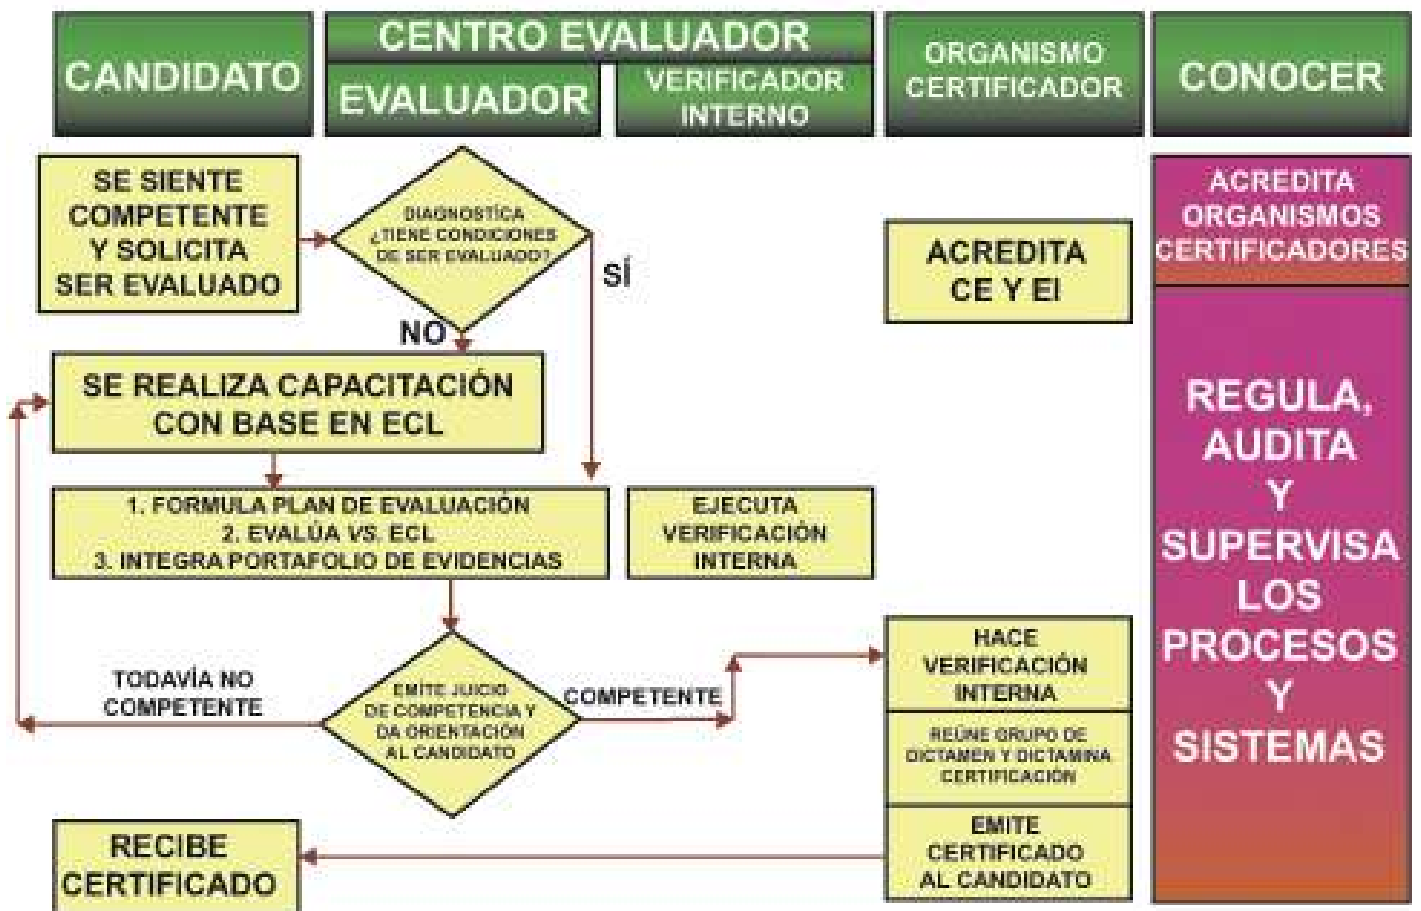 CANDIDATO
CENTRO EVALUADOR
EVALUADOR
VERIFICADOR
INTERNO
ORGANISMO
CERTIFICADOR
CONOCER
SE SIENTE
COMPETENTE
Y SOLICITA
SER EVALUADO
DIAGNOSTÍCA
¿TIENE CONDICIONES
DE SER EVALUADO?
SÍ
NO
ACREDITA
CE Y EI
ACREDITA
ORGANISMOS
CERTIFICADORES
SE REALIZA CAPACITACIÓN
CON BASE EN ECL
1. FORMULA PLAN DE EVALUACIÓN
2. EVALÚA VS. ECL
3. INTEGRA PORTAFOLIO DE EVIDENCIAS
EJECUTA
VERIFICACIÓN
INTERNA
REGULA,
AUDITA
Y
SUPERVISA
LOS
PROCESOS
Y
SISTEMAS
TODAVÍA NO
COMPETENTE
EMÍTE JUICIO
DE COMPETENCIA Y
DA ORIENTACIÓN
AL CANDIDATO
COMPETENTE
HACE
VERIFICACIÓN
INTERNA
REÚNE GRUPO DE
DICTAMEN Y DICTAMINA
CERTIFICACIÓN
EMITE
CERTIFICADO
AL CANDIDATO
RECIBE
CERTIFICADO